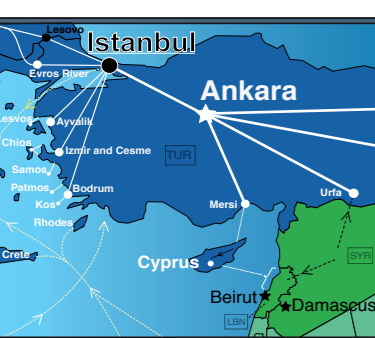 Lesovo
Istanbul
Evros River
Ankara
Lesvos
Ayvalik
Chios
Izmir and Cesme
TUR
Samos
Patmos
Bodrum
Kos
Urfa
Mersi
Rhodes
Crete
Cyprus
SYR
Beirut
Damascus
LBN